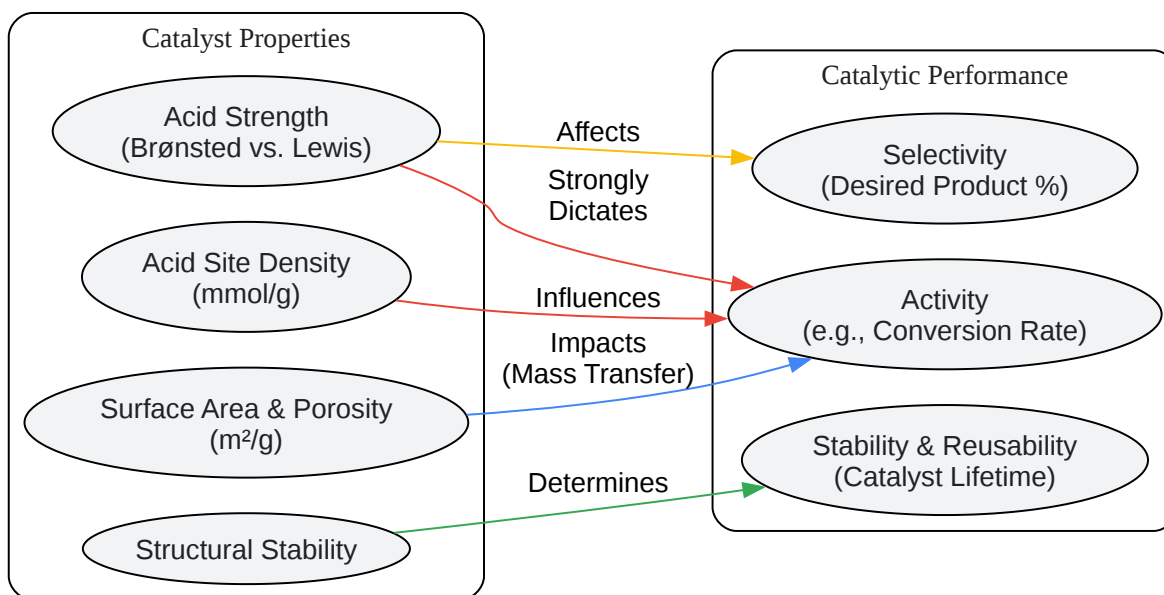 Catalyst Properties
Acid Strength
(Brønsted vs. Lewis)
Acid Site Density
(mmol/g)
Surface Area & Porosity
(m²/g)
Structural Stability
Affects
Strongly
Dictates
Influences
Impacts
(Mass Transfer)
Determines
Catalytic Performance
Selectivity
(Desired Product %)
Activity
(e.g., Conversion Rate)
Stability & Reusability
(Catalyst Lifetime)